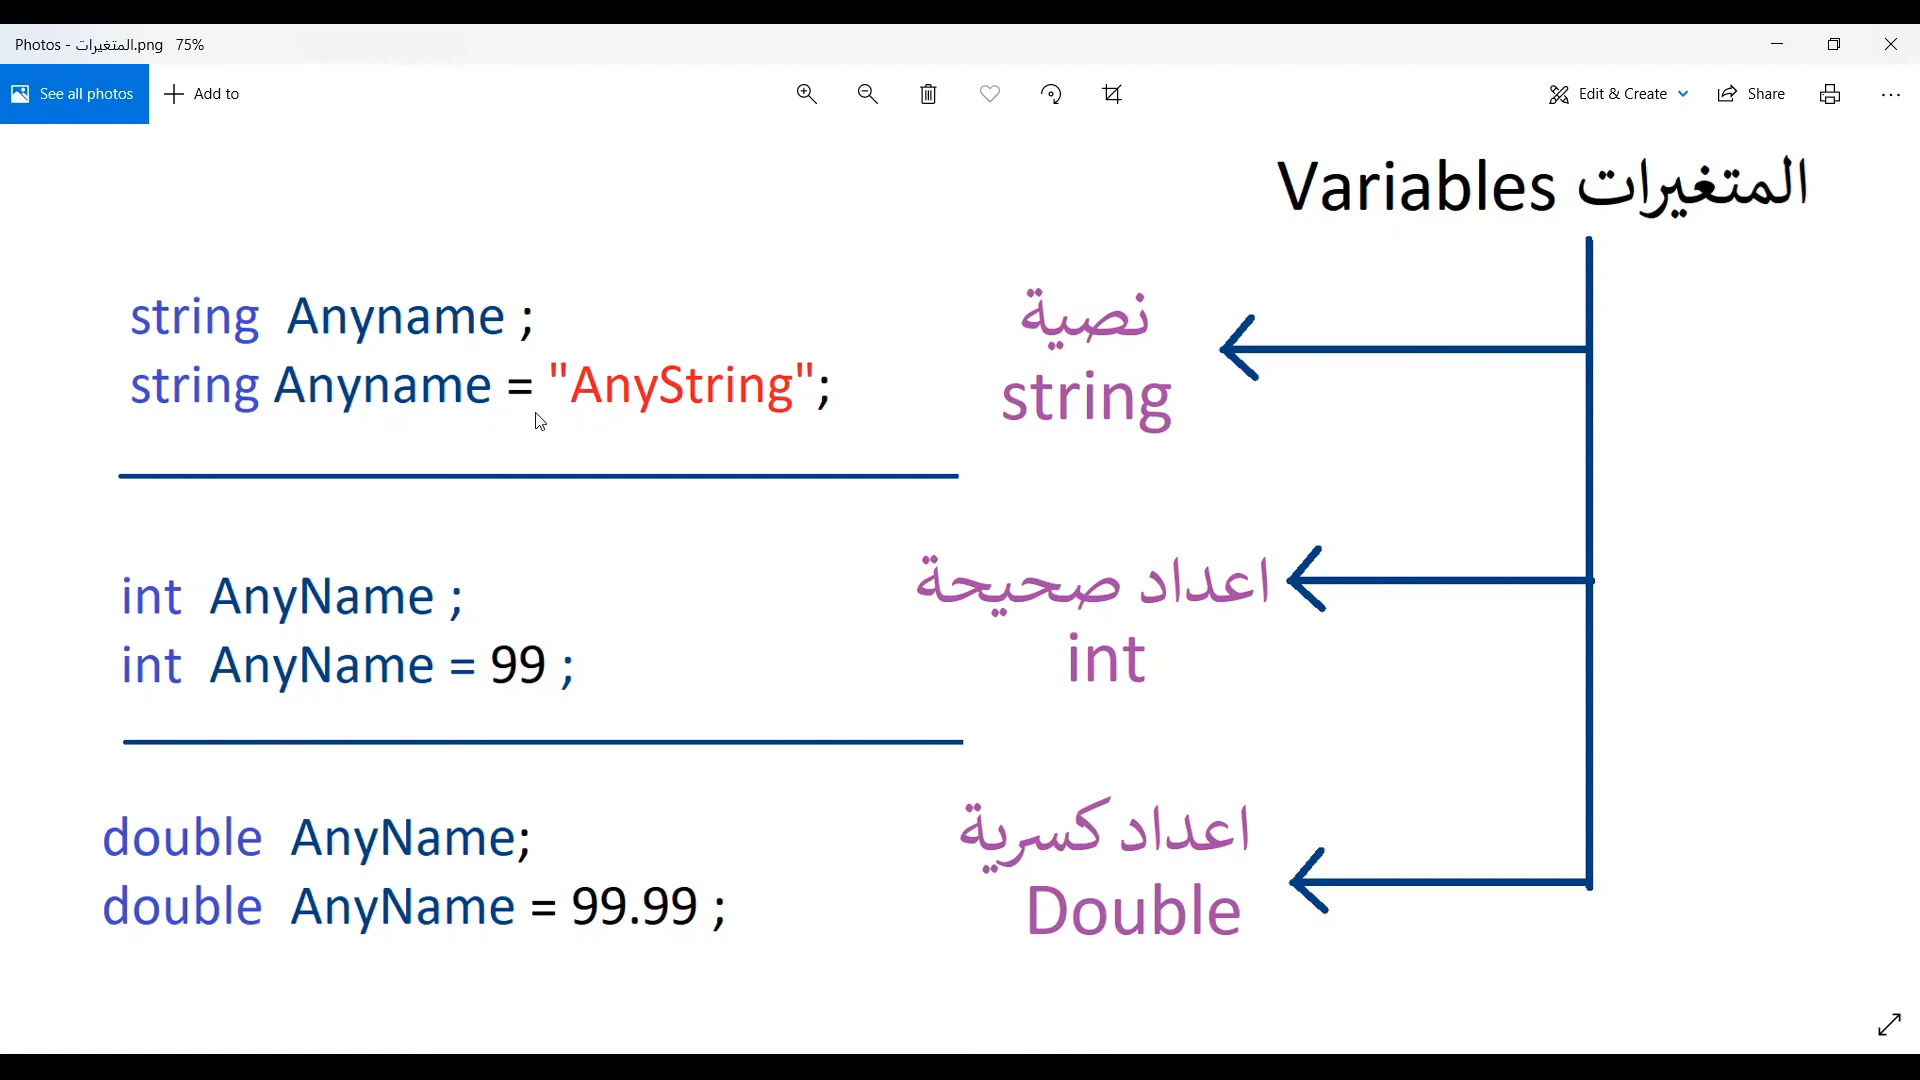 Photos - المتغيرات.png 75%
See all photos
Add to
Edit & Create
Share
المتغيرات Variables
نصية
string
string Anyname ;
string Anyname = "AnyString";
اعداد صحيحة
int
int AnyName ;
int AnyName = 99 ;
اعداد كسرية
Double
double AnyName;
double AnyName = 99.99 ;